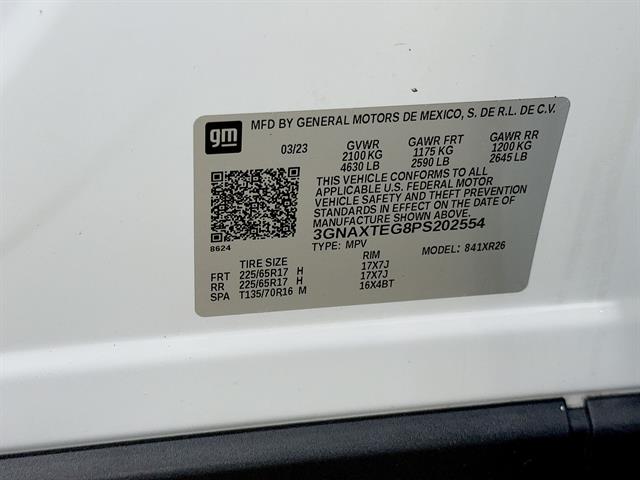 gm
MFD BY GENERAL MOTORS DE MEXICO, S. DE R.L. DE C.V.
03/23 GVWR GAWR FRT GAWR RR
2100 KG 1175 KG 1200 KG
4630 LB 2590 LB 2645 LB
THIS VEHICLE CONFORMS TO ALL
APPLICABLE U.S. FEDERAL MOTOR
VEHICLE SAFETY AND THEFT PREVENTION
STANDARDS IN EFFECT ON THE DATE OF
MANUFACTURE SHOWN ABOVE.
3GNAXTEG8PS202554
8624 TYPE: MPV MODEL: 841XR26
TIRE SIZE RIM
FRT 225/65R17 H 17X7J
RR 225/65R17 H 17X7J
SPA T135/70R16 M 16X4BT